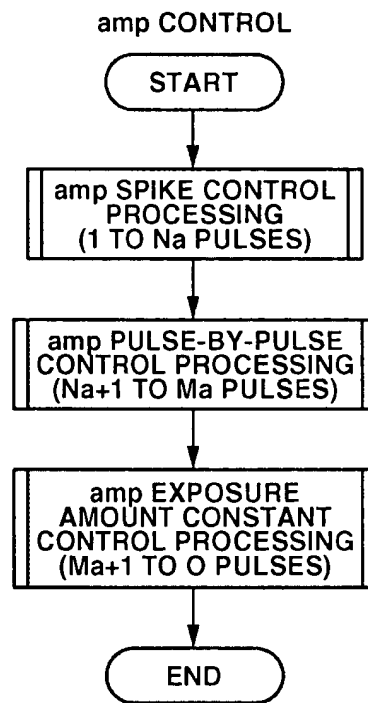 amp CONTROL
START
amp SPIKE CONTROL
PROCESSING
(1 TO Na PULSES)
amp PULSE-BY-PULSE
CONTROL PROCESSING
(Na+1 TO Ma PULSES)
amp EXPOSURE
AMOUNT CONSTANT
CONTROL PROCESSING
(Ma+1 TO O PULSES)
END